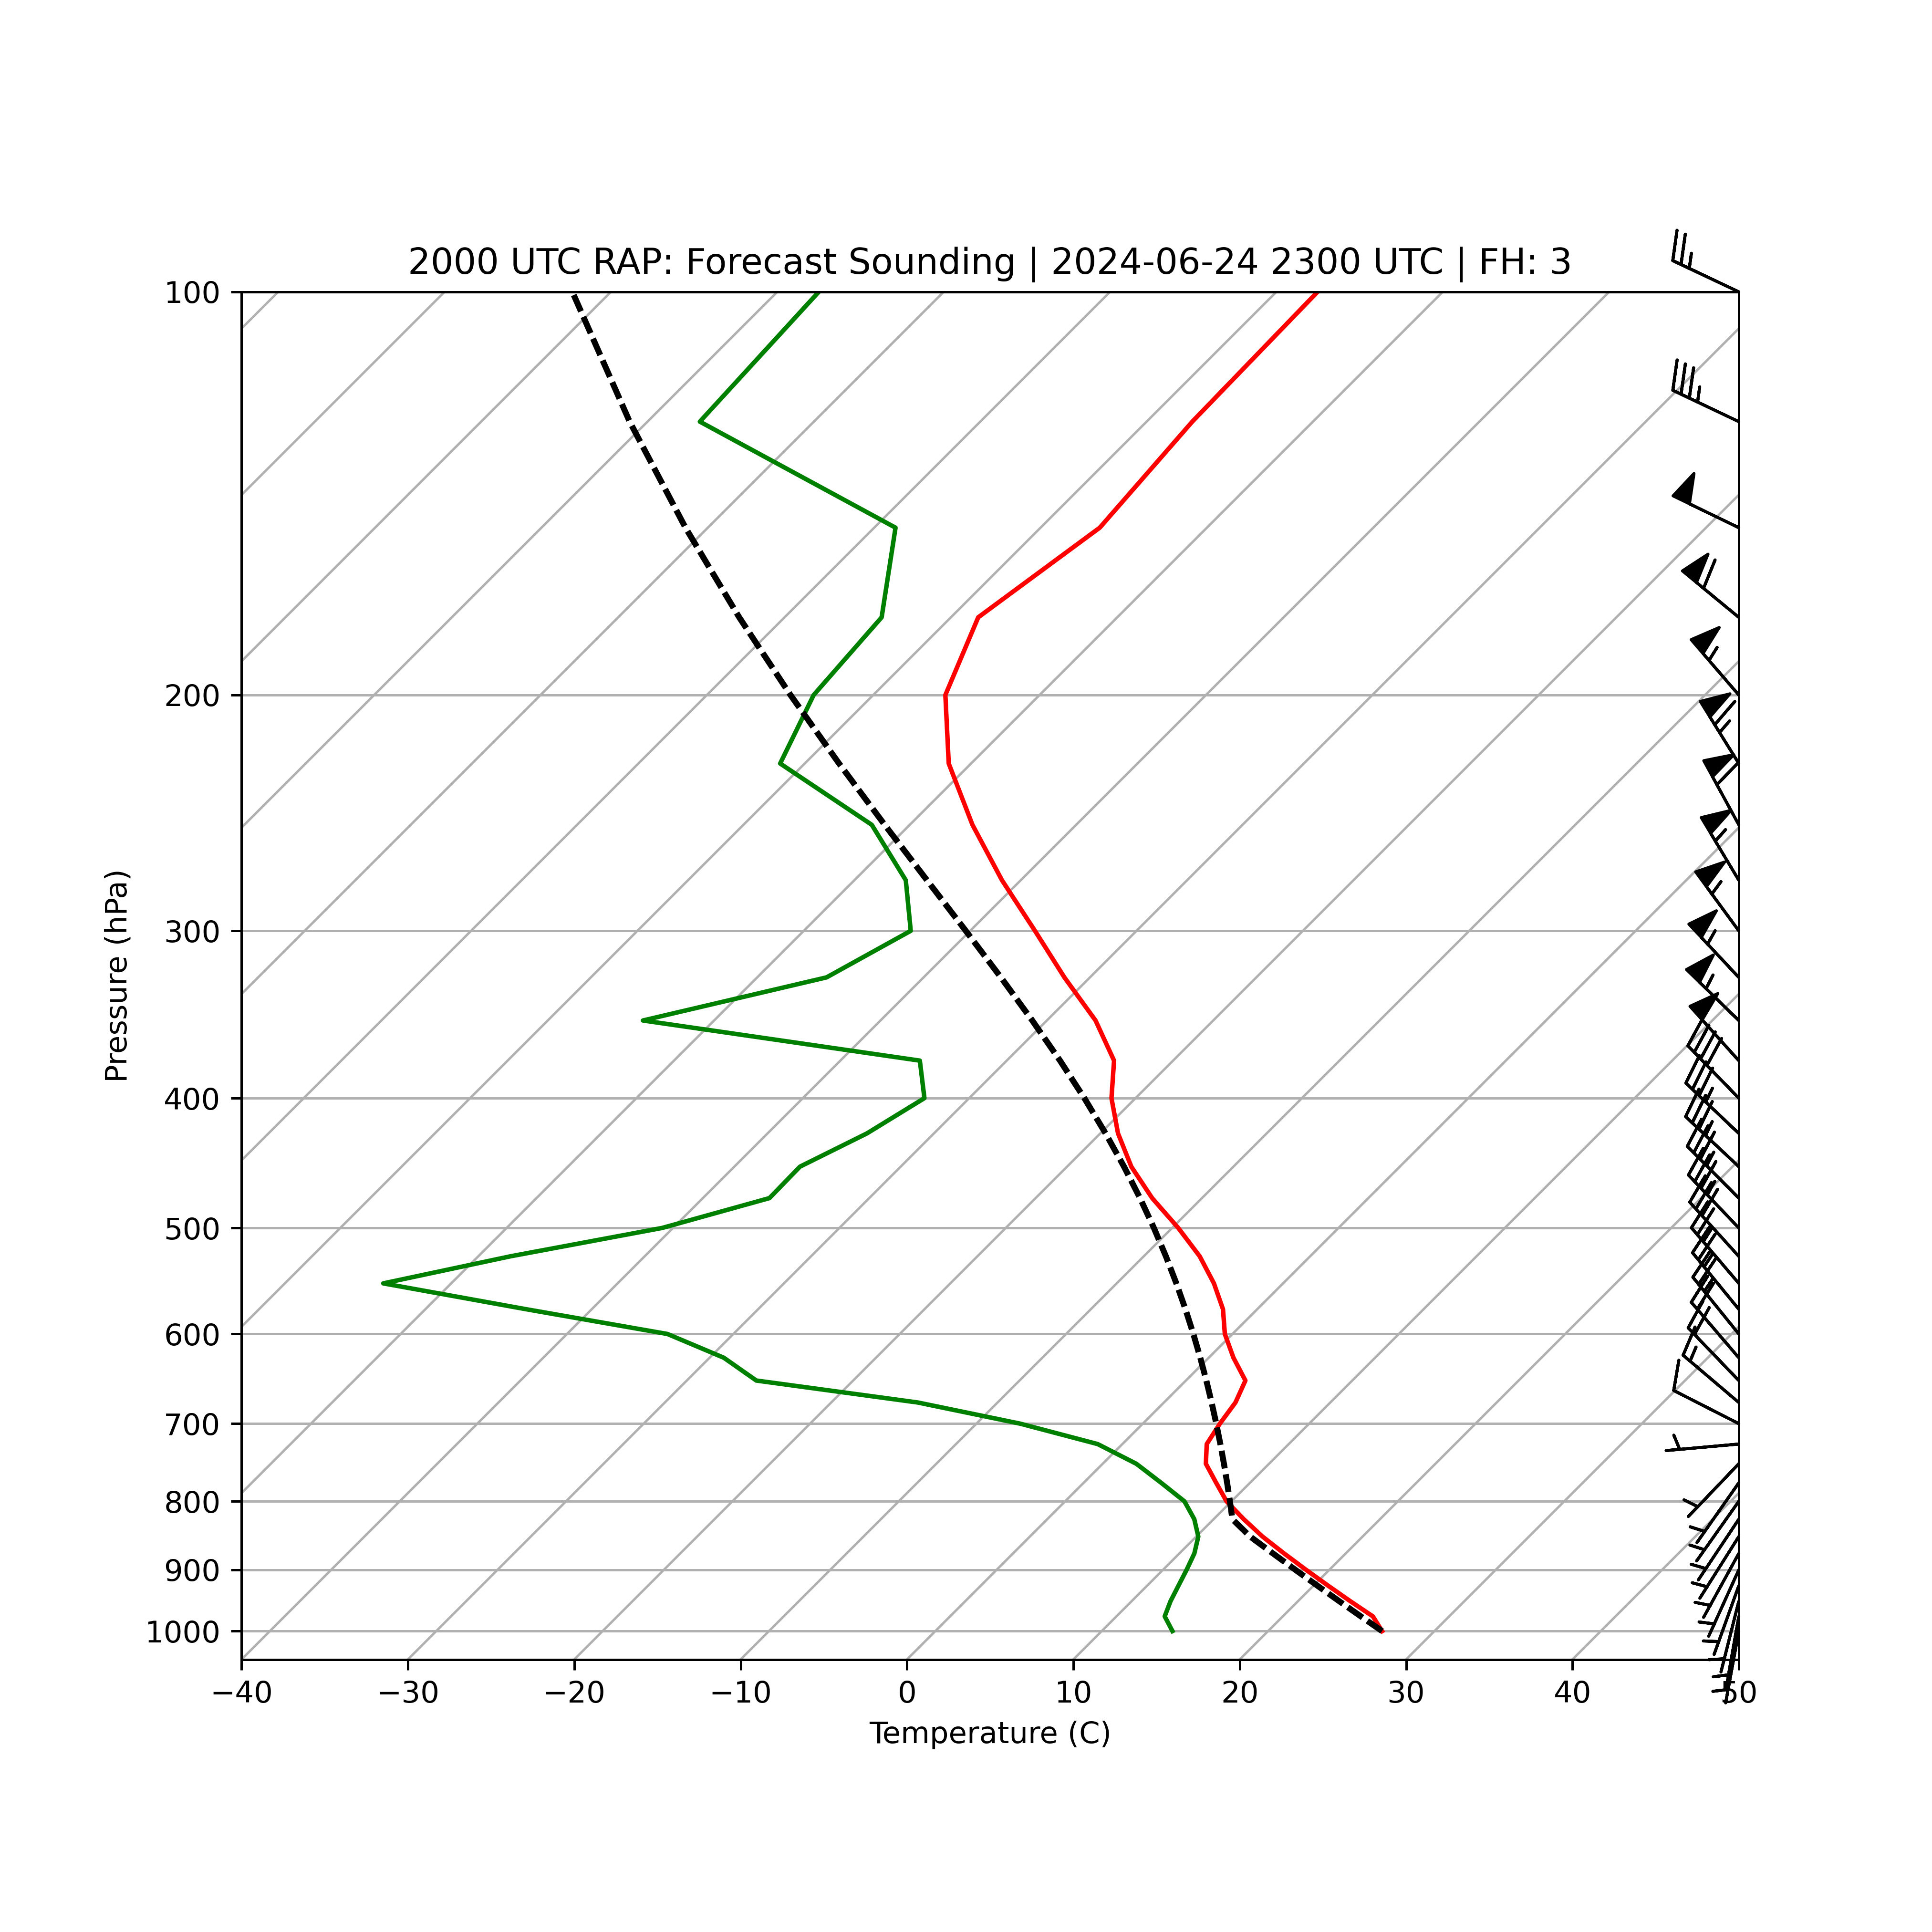 2000 UTC RAP: Forecast Sounding | 2024-06-24 2300 UTC | FH: 3
100
200
300
400
500
600
700
800
900
1000
Pressure (hPa)
−40 −30 −20 −10 0 10 20 30 40 50
Temperature (C)